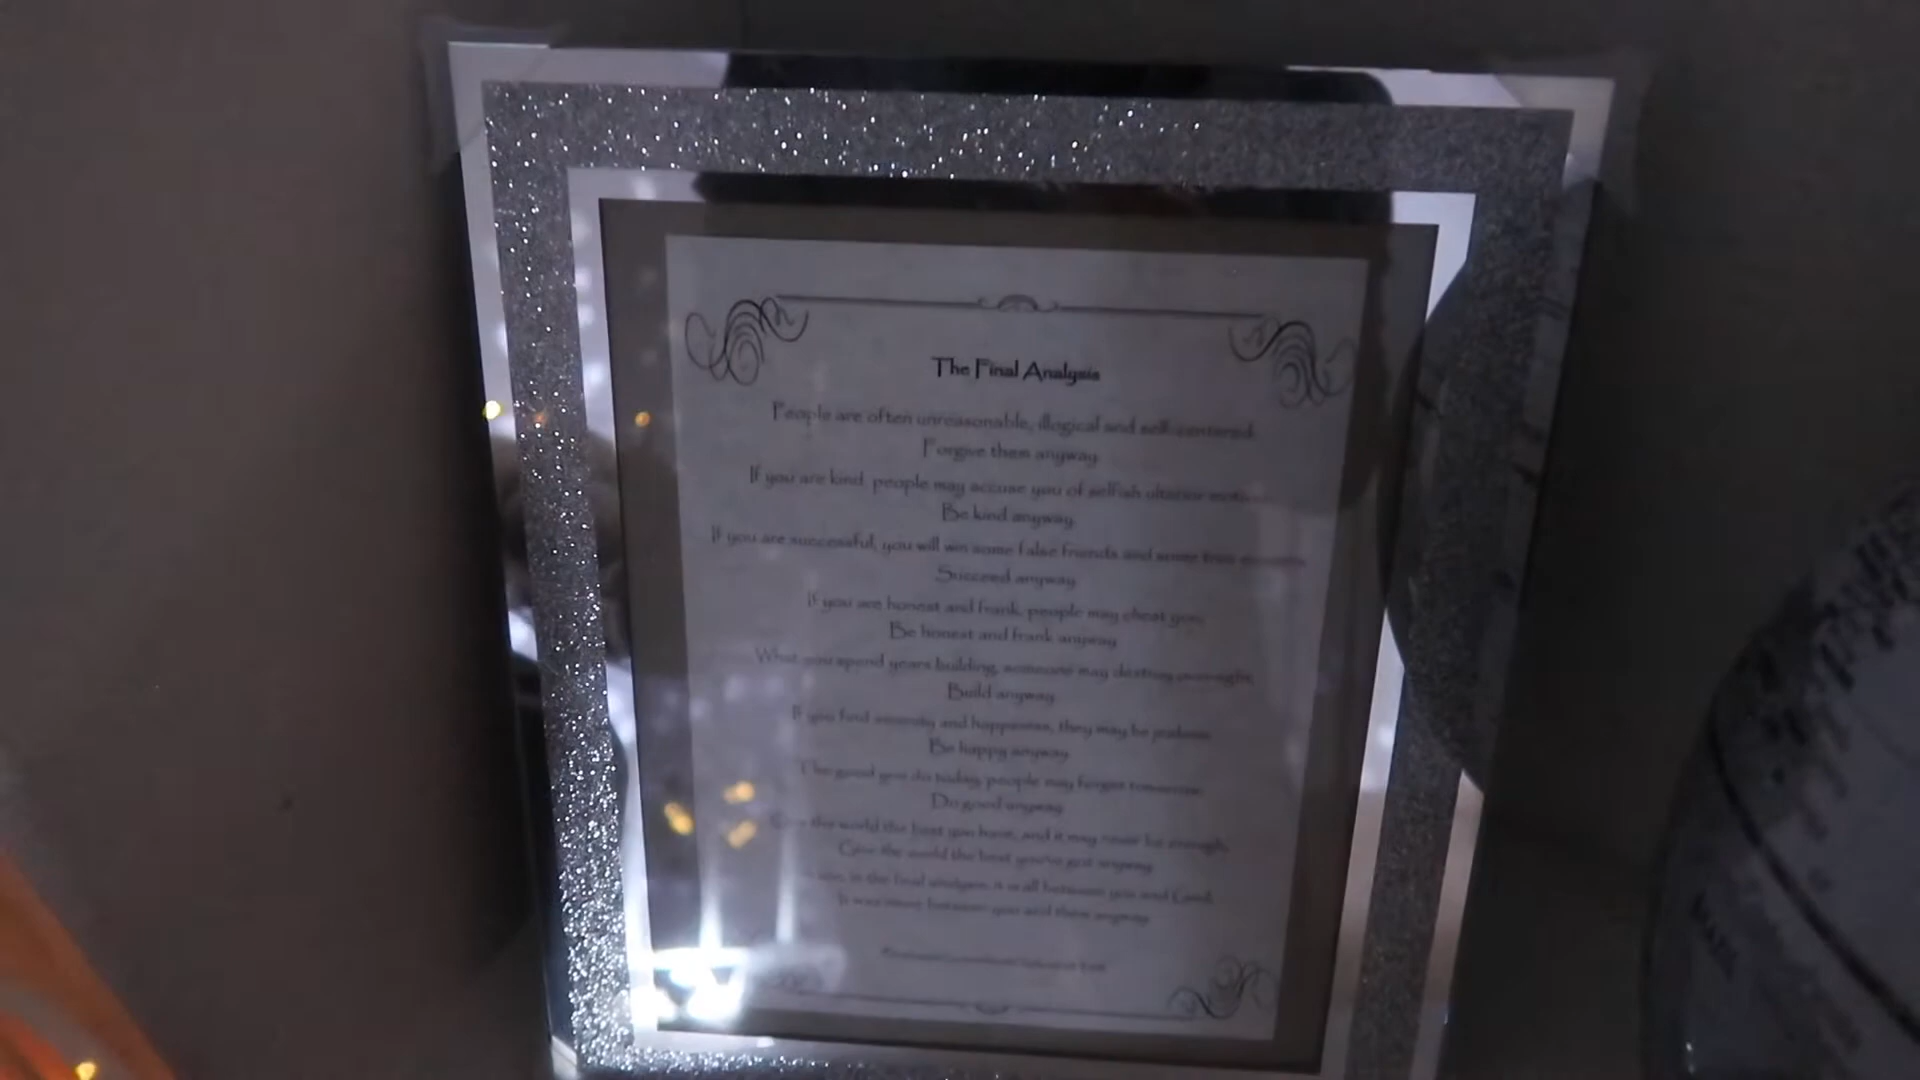 The Final Analysis
People are often unreasonable, illogical and self-centered
Forgive them anyway
If you are kind people may accuse you of selfish ulterior
Be kind anyway
If you are successful, you will win some false friends and some true
Succeed anyway
If you are honest and frank, people may cheat you,
Be honest and frank anyway
What you spend years building, someone may destroy overnight,
Build anyway
If you find serenity and happiness, they may be jealous
Be happy anyway
The good you do today, people may forget tomorrow
Do good anyway
the world the best you have, and it may never be enough,
Give the world the best you've got anyway
in the final analysis, it is all between you and God
It was never between you and them anyway